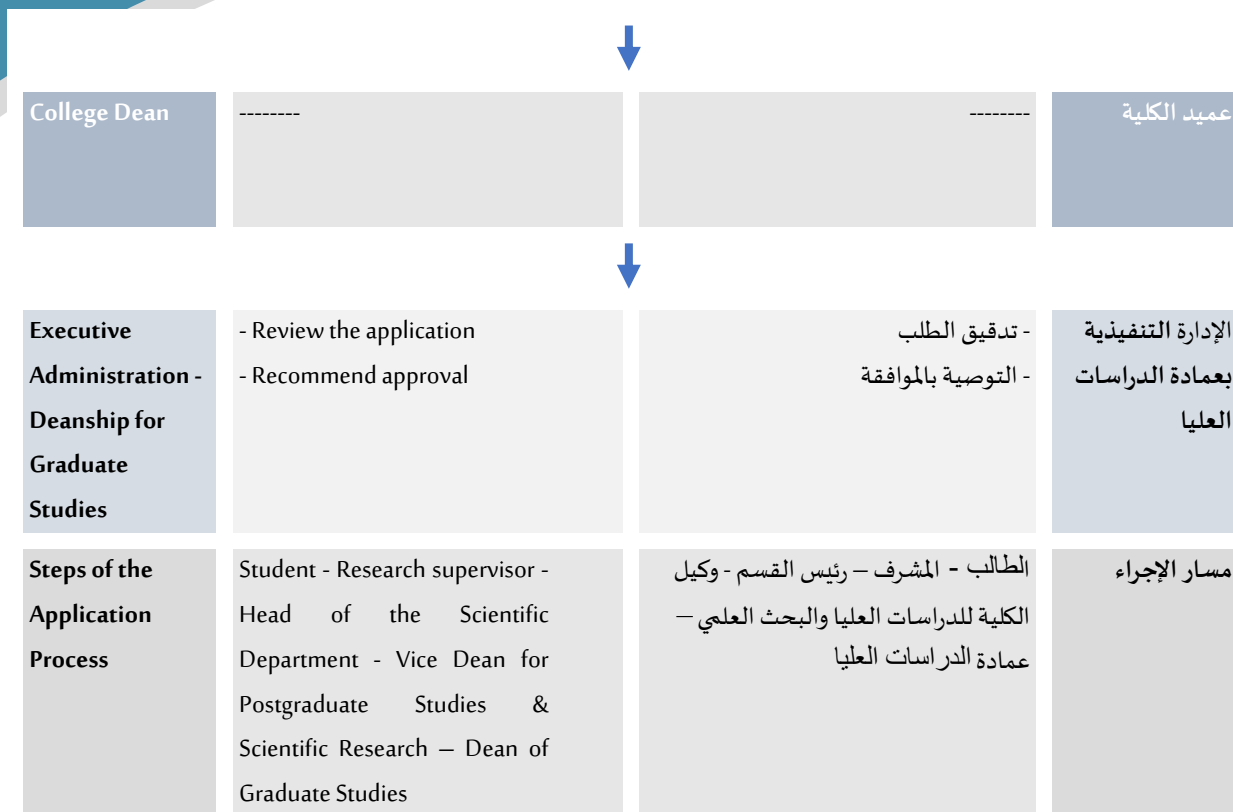 College Dean
--------
--------
عميد الكلية
Executive
Administration -
Deanship for
Graduate
Studies
- Review the application
- Recommend approval
- تدقيق الطلب
- التوصية بالموافقة
الإدارة التنفيذية
بعمادة الدراسات
العليا
Steps of the
Application
Process
Student - Research supervisor -
Head of the Scientific
Department - Vice Dean for
Postgraduate Studies &
Scientific Research – Dean of
Graduate Studies
الطالب - المشرف – رئيس القسم - وكيل
الكلية للدراسات العليا والبحث العلمي –
عمادة الدراسات العليا
مسار الإجراء